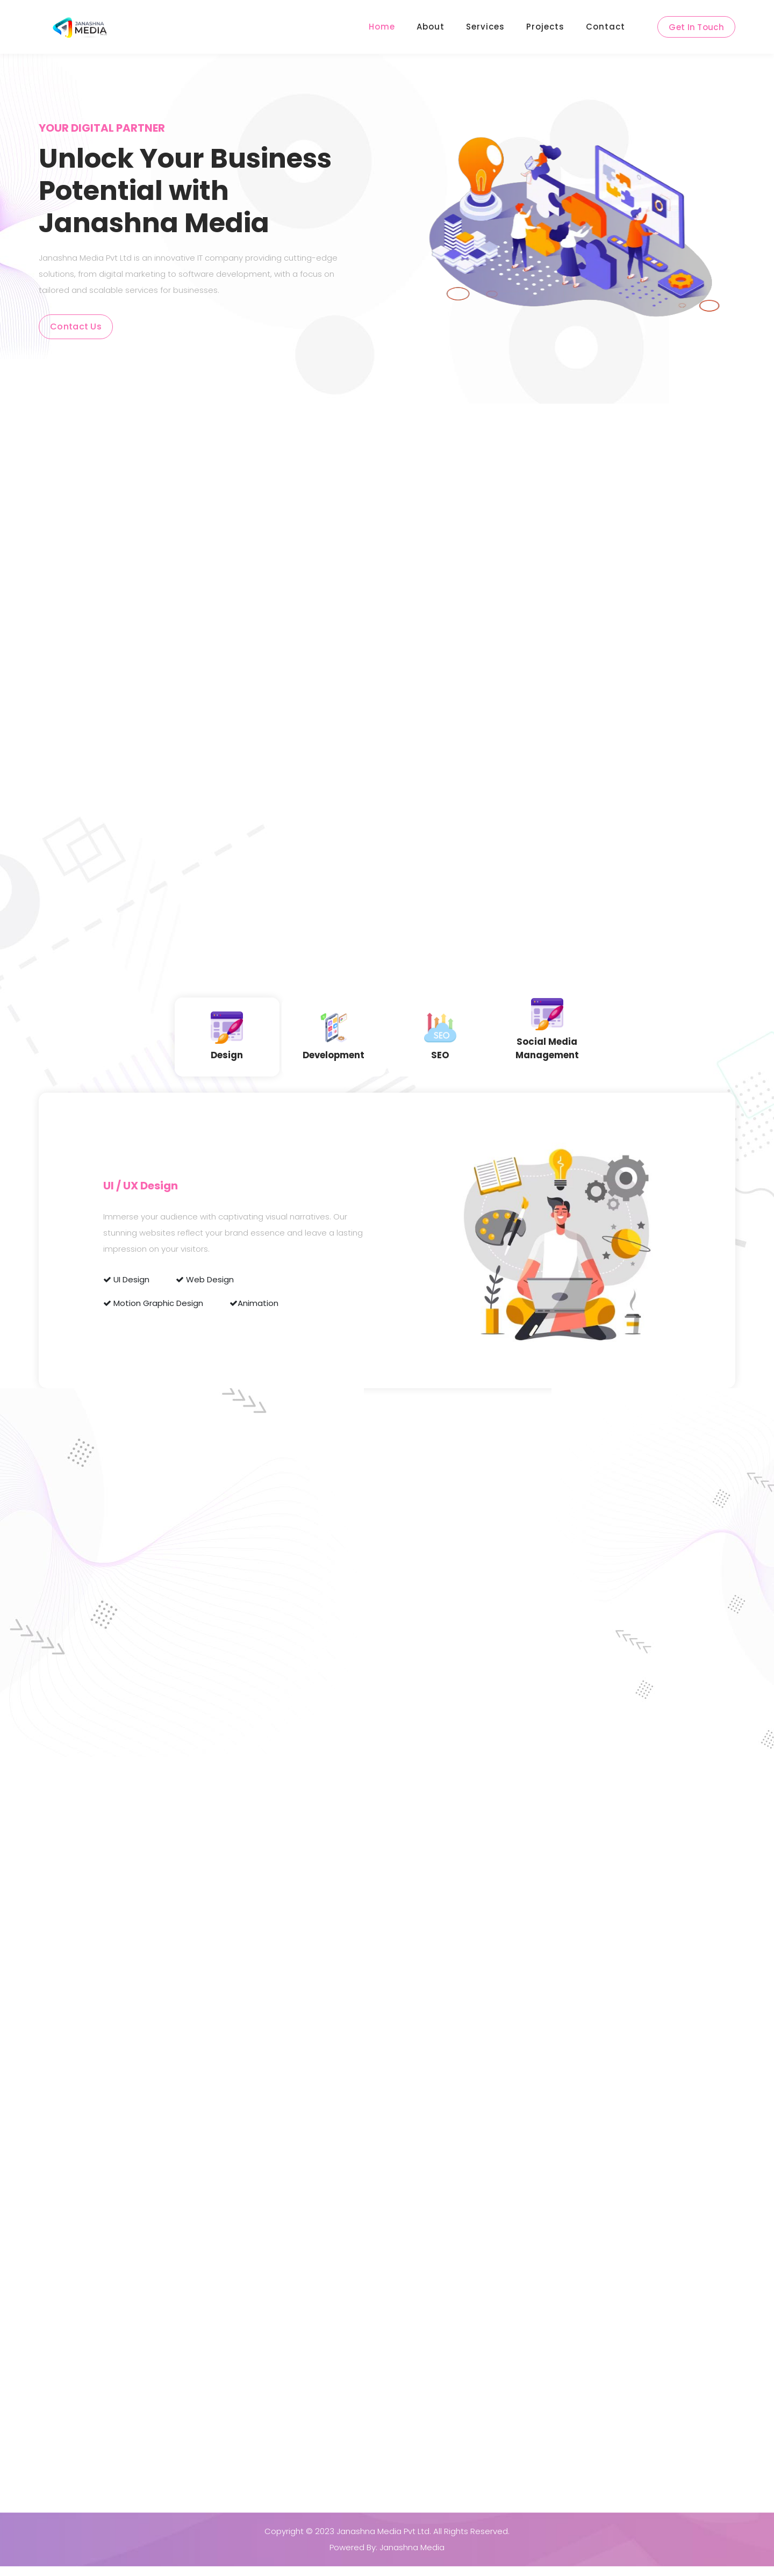 JANASHNA
MEDIA
Home
About
Services
Projects
Contact
Get In Touch
YOUR DIGITAL PARTNER
Unlock Your Business
Potential with
Janashna Media
Janashna Media Pvt Ltd is an innovative IT company providing cutting-edge
solutions, from digital marketing to software development, with a focus on
tailored and scalable services for businesses.
Contact Us
Design
Development
SEO
SEO
Social Media
Management
UI / UX Design
Immerse your audience with captivating visual narratives. Our
stunning websites reflect your brand essence and leave a lasting
impression on your visitors.
UI Design
Web Design
Motion Graphic Design
Animation
Copyright © 2023 Janashna Media Pvt Ltd. All Rights Reserved.
Powered By: Janashna Media